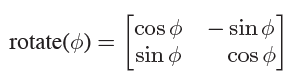 rotate(ϕ) = [cos ϕ − sin ϕ
sin ϕ cos ϕ]